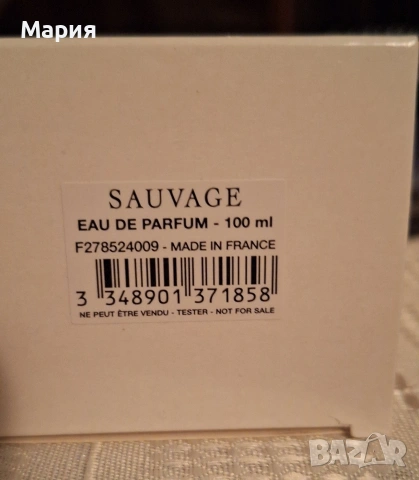 Мария
SAUVAGE
EAU DE PARFUM - 100 ml
F278524009 - MADE IN FRANCE
3 348901 371858
NE PEUT ÊTRE VENDU - TESTER - NOT FOR SALE
BAZAR